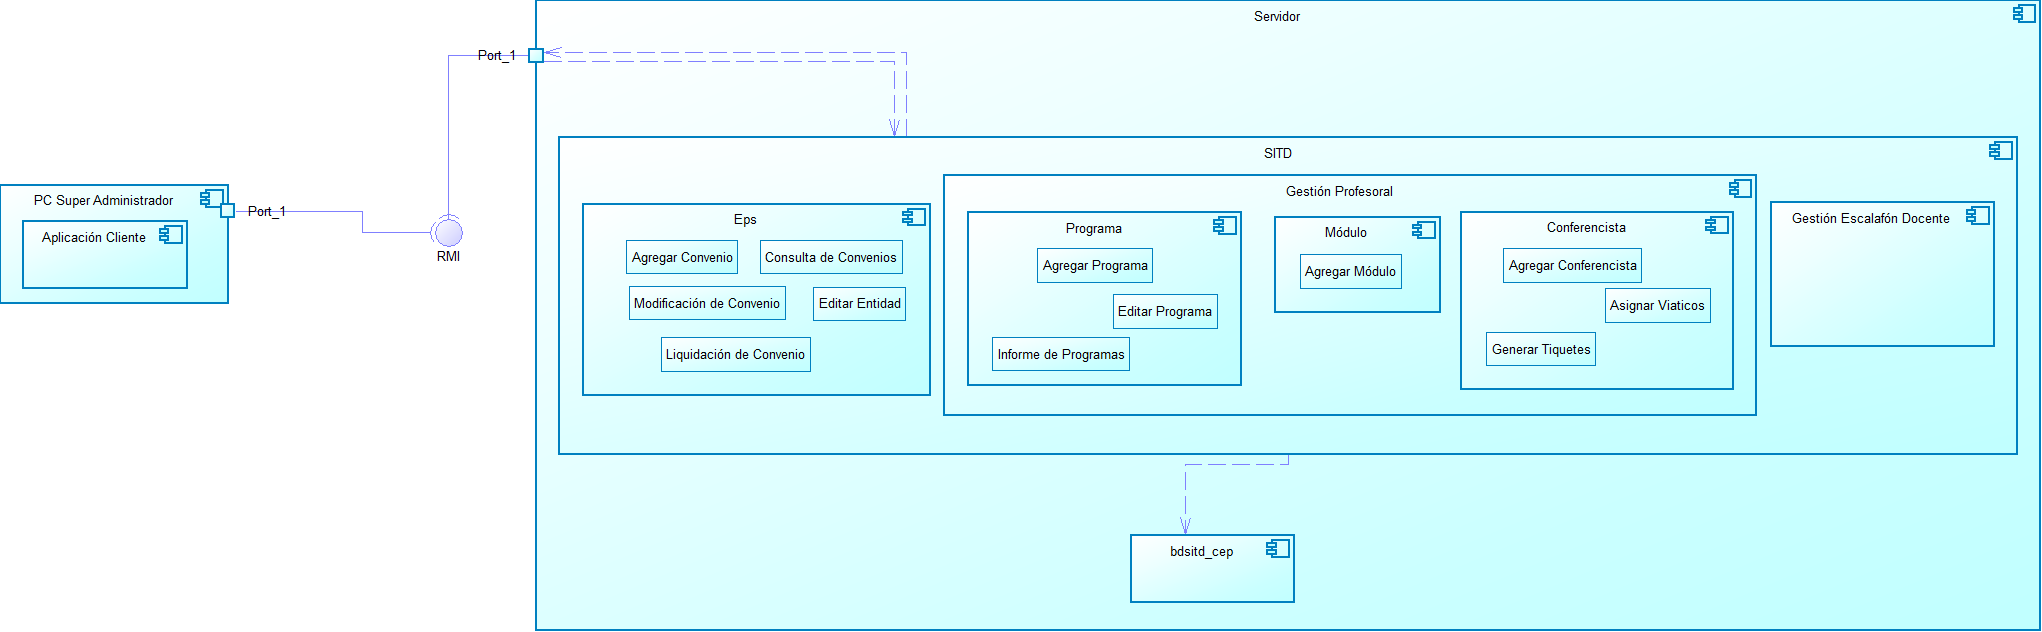 Servidor
Port_1
SITD
PC Super Administrador
Aplicación Cliente
Port_1
RMI
Eps
Agregar Convenio
Consulta de Convenios
Modificación de Convenio
Editar Entidad
Liquidación de Convenio
Gestión Profesoral
Programa
Agregar Programa
Editar Programa
Informe de Programas
Módulo
Agregar Módulo
Conferencista
Agregar Conferencista
Asignar Viaticos
Generar Tiquetes
Gestión Escalafón Docente
bdsitd_cep